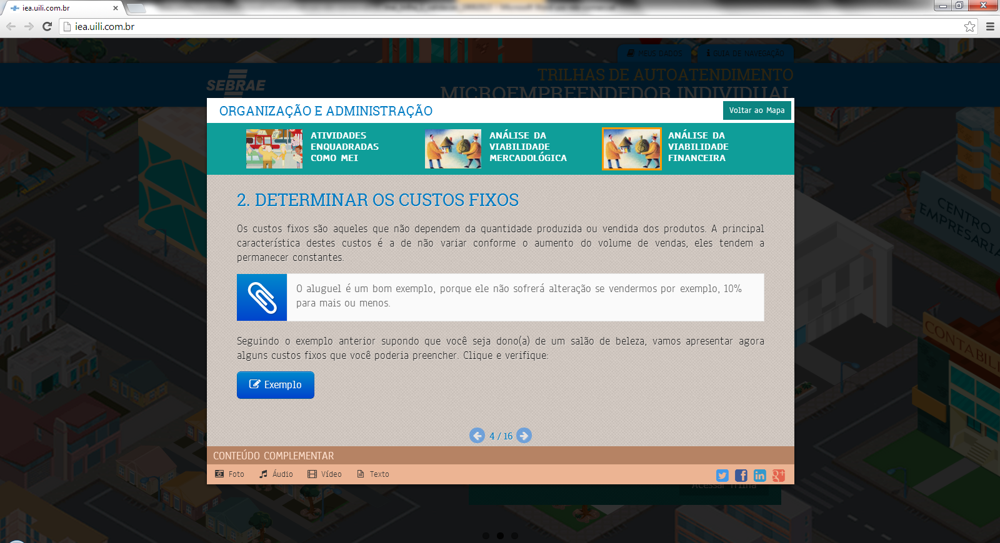 iea.uili.com.br
iea.uili.com.br
MEUS DADOS
GUIA DE NAVEGAÇÃO
SEBRAE
TRILHAS DE AUTOATENDIMENTO
MICROEMPREENDEDOR INDIVIDUAL
ORGANIZAÇÃO E ADMINISTRAÇÃO
Voltar ao Mapa
ATIVIDADES
ENQUADRADAS
COMO MEI
ANÁLISE DA
VIABILIDADE
MERCADOLÓGICA
ANÁLISE DA
VIABILIDADE
FINANCEIRA
2. DETERMINAR OS CUSTOS FIXOS
Os custos fixos são aqueles que não dependem da quantidade produzida ou vendida dos produtos. A principal
característica destes custos é a de não variar conforme o aumento do volume de vendas, eles tendem a
permanecer constantes.
O aluguel é um bom exemplo, porque ele não sofrerá alteração se vendermos por exemplo, 10%
para mais ou menos.
Seguindo o exemplo anterior supondo que você seja dono(a) de um salão de beleza, vamos apresentar agora
alguns custos fixos que você poderia preencher. Clique e verifique:
Exemplo
4 / 16
CONTEÚDO COMPLEMENTAR
Foto Áudio Vídeo Texto
Acessar Trilha
CENTRO
EMPRESARIA
CONTABILI